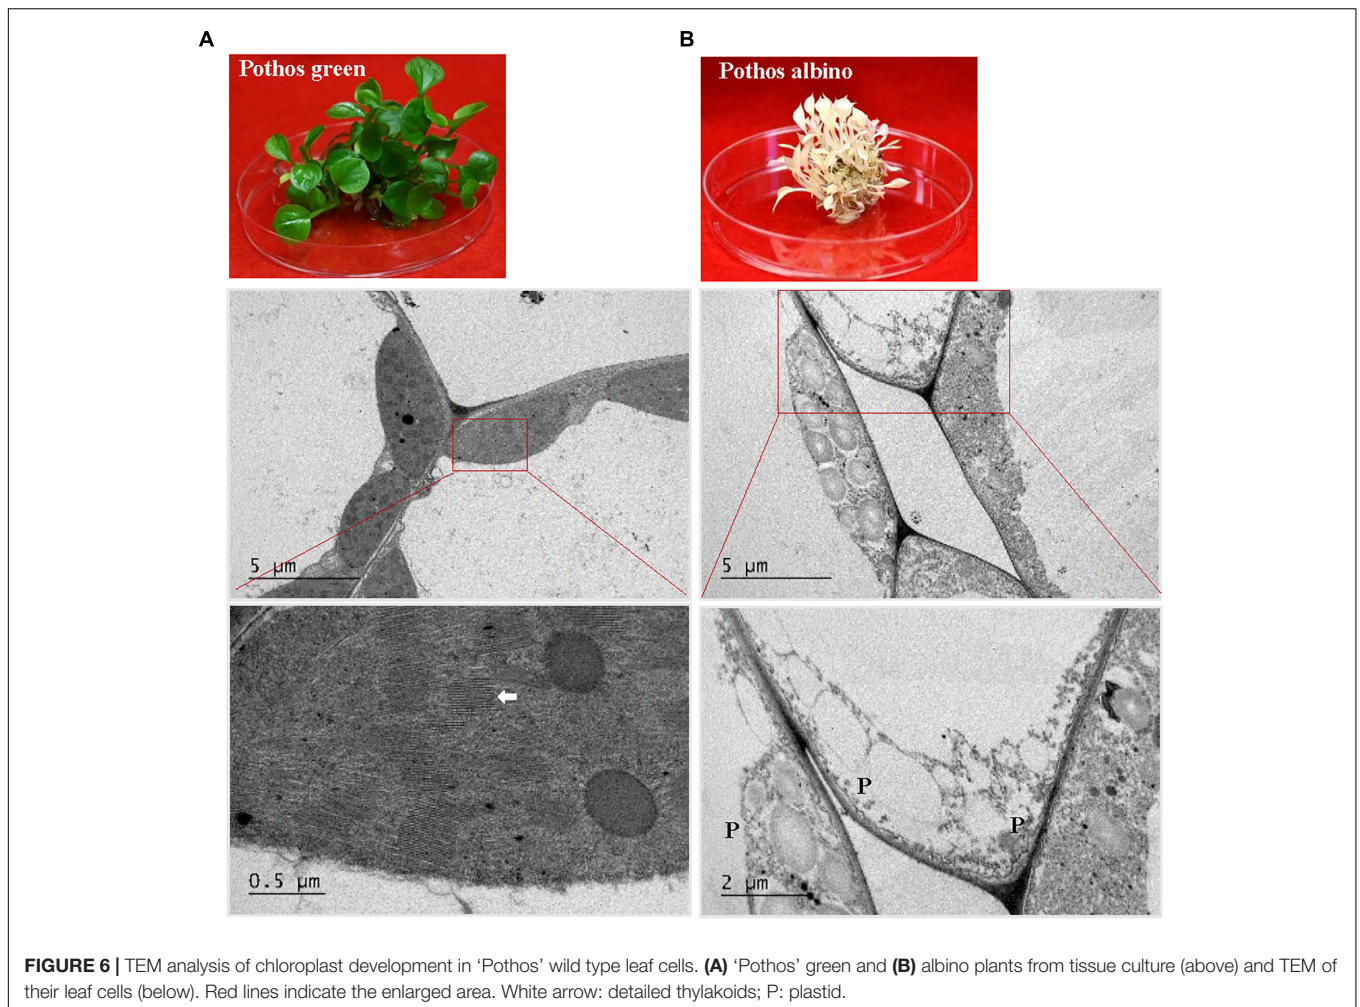 A
B
Pothos green
Pothos albino
5 µm
5 µm
P
P
P
0.5 µm
2 µm
FIGURE 6 | TEM analysis of chloroplast development in ‘Pothos’ wild type leaf cells. (A) ‘Pothos’ green and (B) albino plants from tissue culture (above) and TEM of
their leaf cells (below). Red lines indicate the enlarged area. White arrow: detailed thylakoids; P: plastid.